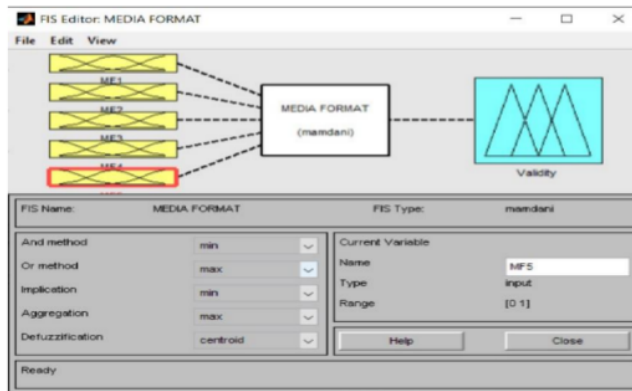 FIS Editor: MEDIA FORMAT
File Edit View
MF1
MF2
MF3
MF4
MEDIA FORMAT
(mamdani)
Validity
FIS Name: MEDIA FORMAT FIS Type: mamdani
And method min
Or method max
Implication min
Aggregation max
Defuzzification centroid
Current Variable
Name MF5
Type input
Range [0 1]
Help Close
Ready